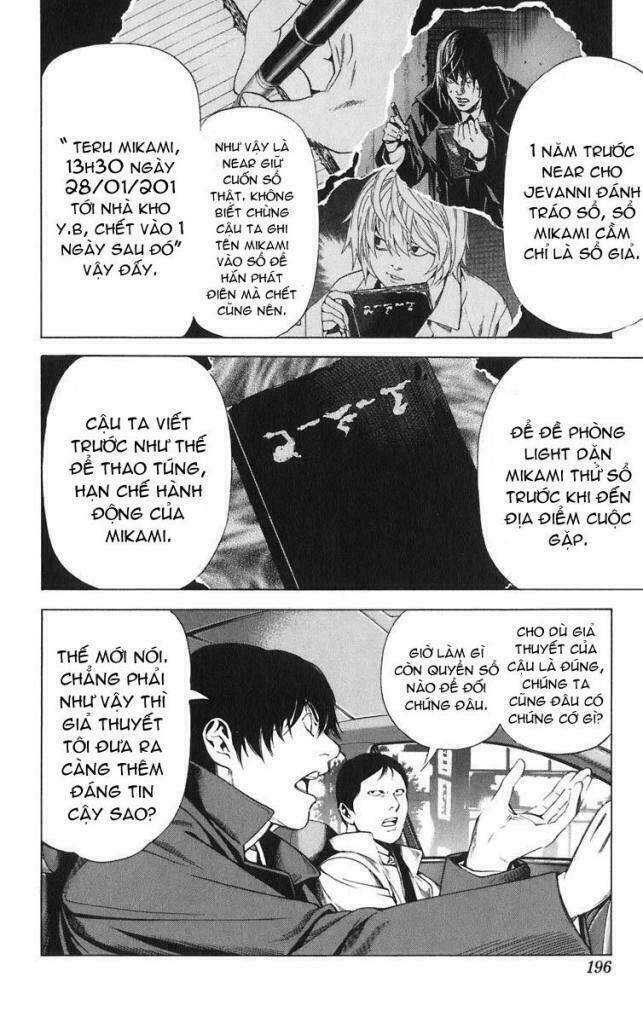 1 NĂM TRƯỚC
NEAR CHO
JEVANNI ĐÁNH
TRÁO SỔ, SỔ
MIKAMI CẦM
CHỈ LÀ SỔ GIẢ.
NHƯ VẬY LÀ
NEAR GIỮ
CUỐN SỔ
THẬT. KHÔNG
BIẾT CHỪNG
CẬU TA GHI
TÊN MIKAMI
VÀO SỔ ĐỂ
HẮN PHÁT
ĐIÊN MÀ CHẾT
CŨNG NÊN.
" TERU MIKAMI,
13H30 NGÀY
28/01/201
TỚI NHÀ KHO
Y.B, CHẾT VÀO 1
NGÀY SAU ĐÓ"
VẬY ĐẤY.
ĐỂ ĐỀ PHÒNG
LIGHT DẶN
MIKAMI THỬ SỔ
TRƯỚC KHI ĐẾN
ĐỊA ĐIỂM CUỘC
GẶP.
CẬU TA VIẾT
TRƯỚC NHƯ THẾ
ĐỂ THAO TÚNG,
HẠN CHẾ HÀNH
ĐỘNG CỦA
MIKAMI.
CHO DÙ GIẢ
THUYẾT CỦA
CẬU LÀ ĐÚNG,
CHÚNG TA
CŨNG ĐÂU CÓ
CHỨNG CỚ GÌ?
GIỜ LÀM GÌ
CÒN QUYỂN SỔ
NÀO ĐỂ ĐỐI
CHỨNG ĐÂU.
THẾ MỚI NÓI.
CHẲNG PHẢI
NHƯ VẬY THÌ
GIẢ THUYẾT
TÔI ĐƯA RA
CÀNG THÊM
ĐÁNG TIN
CẬY SAO?
196